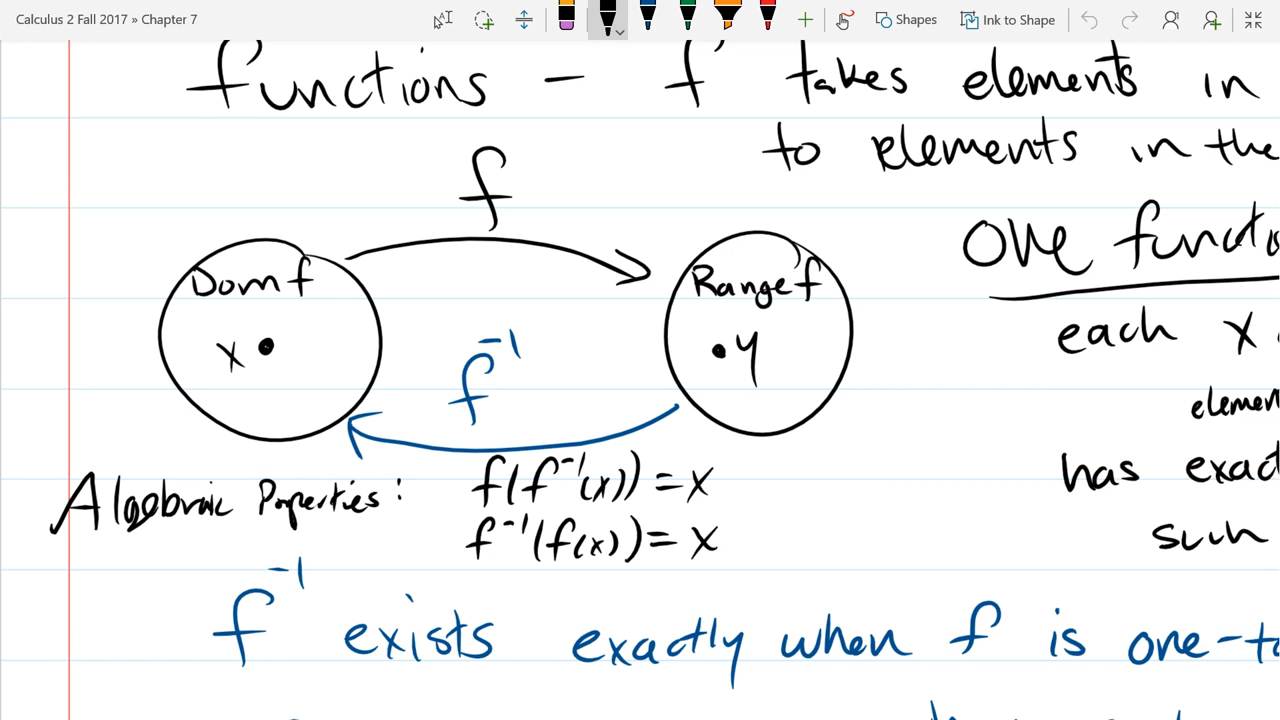 Calculus 2 Fall 2017 » Chapter 7
Shapes
Ink to Shape
functions – f takes elements in
to elements in the
f
Dom f
Range f
x
y
f⁻¹
one functio
each x
elemen
has exac
such
Algebraic Properties:
f(f⁻¹(x)) = x
f⁻¹(f(x)) = x
f⁻¹ exists exactly when f is one-to